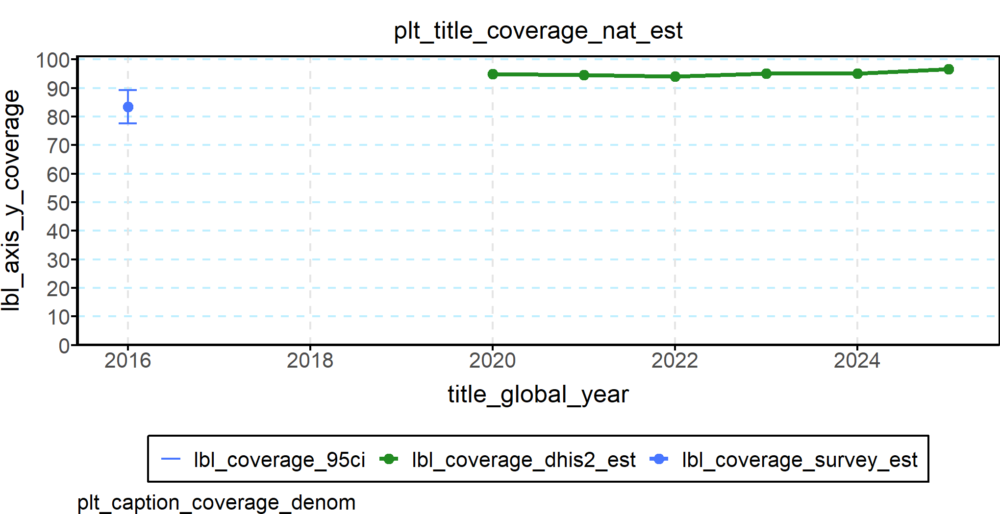 plt_title_coverage_nat_est
lbl_axis_y_coverage
100
90
80
70
60
50
40
30
20
10
0
2016 2018 2020 2022 2024
title_global_year
lbl_coverage_95ci lbl_coverage_dhis2_est lbl_coverage_survey_est
plt_caption_coverage_denom